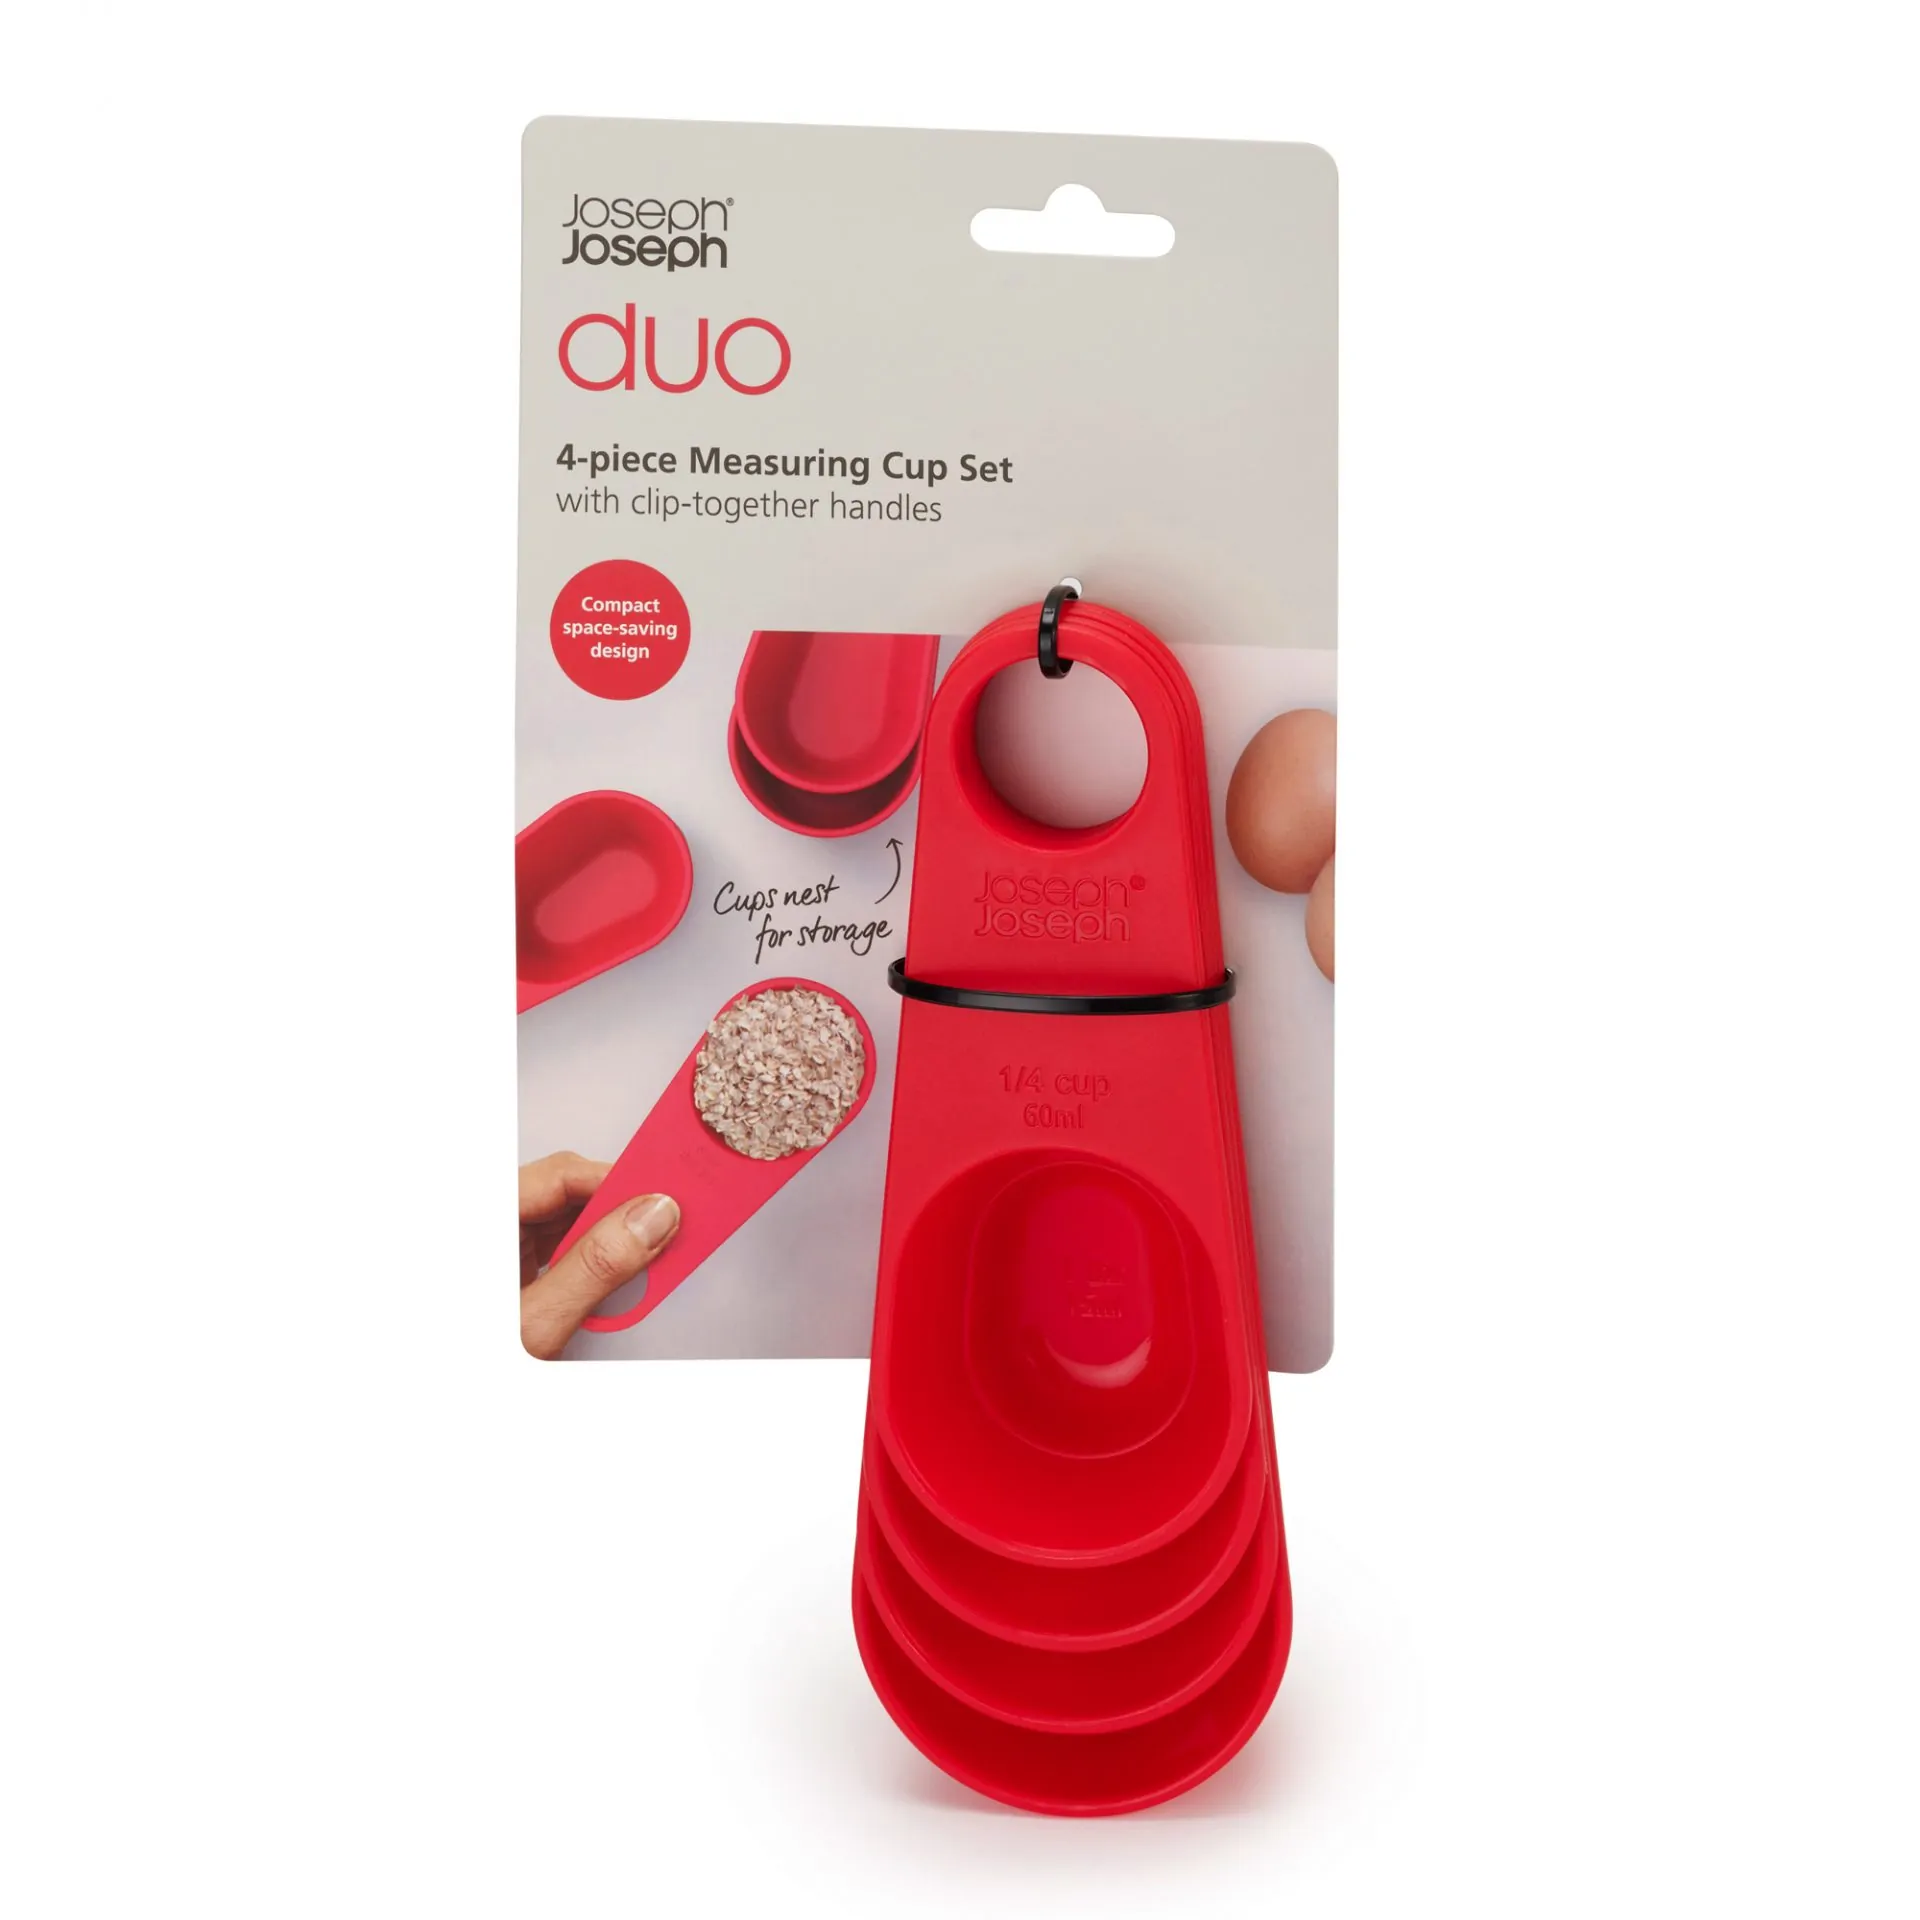 Joseph®
Joseph
duo
4-piece Measuring Cup Set
with clip-together handles
Compact
space-saving
design
Cups nest
for storage
Joseph®
Joseph
1/4 cup
60ml